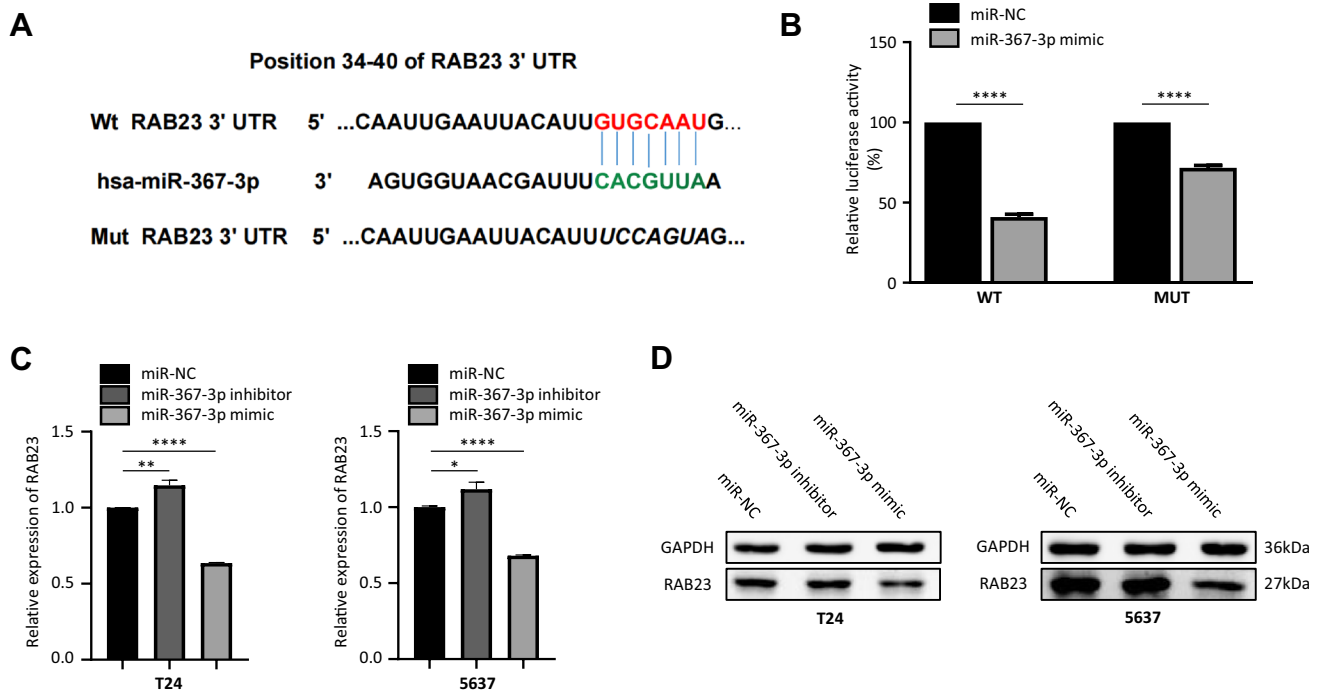 A
Position 34-40 of RAB23 3' UTR
Wt RAB23 3' UTR 5' ...CAAUUGAAUUACAUUGUGCAAUG...
hsa-miR-367-3p 3' AGUGGUAACGAUUUCACGUUAA
Mut RAB23 3' UTR 5' ...CAAUUGAAUUACAUUUCCAGUAG...
B
miR-NC
miR-367-3p mimic
Relative luciferase activity
(%)
150
100
50
0
****
****
WT
MUT
C
miR-NC
miR-367-3p inhibitor
miR-367-3p mimic
Relative expression of RAB23
1.5
1.0
0.5
0.0
****
**
T24
miR-NC
miR-367-3p inhibitor
miR-367-3p mimic
Relative expression of RAB23
1.5
1.0
0.5
0.0
****
*
5637
D
miR-NC
miR-367-3p inhibitor
miR-367-3p mimic
GAPDH
RAB23
T24
miR-NC
miR-367-3p inhibitor
miR-367-3p mimic
GAPDH 36kDa
RAB23 27kDa
5637